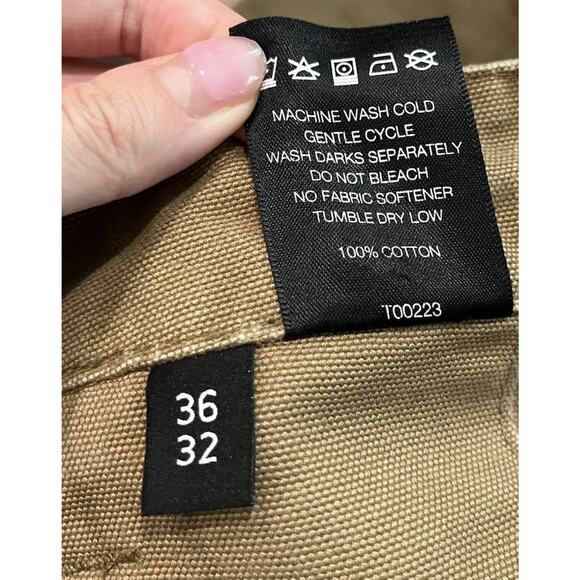 MACHINE WASH COLD
GENTLE CYCLE
WASH DARKS SEPARATELY
DO NOT BLEACH
NO FABRIC SOFTENER
TUMBLE DRY LOW
100% COTTON
T00223
36
32